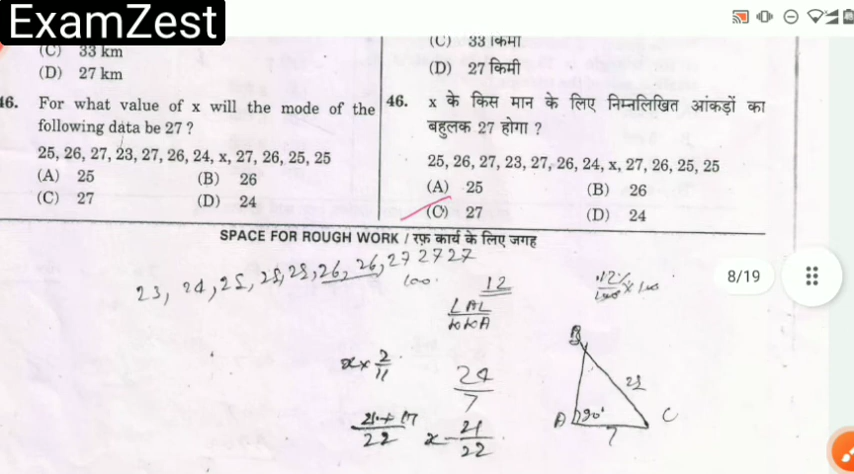 ExamZest
(C) 33 km
(D) 27 km
46. For what value of x will the mode of the
following data be 27 ?
25, 26, 27, 23, 27, 26, 24, x, 27, 26, 25, 25
(A) 25
(B) 26
(C) 27
(D) 24
(C) 33 किमी
(D) 27 किमी
46. x के किस मान के लिए निम्नलिखित आंकड़ों का
बहुलक 27 होगा ?
25, 26, 27, 23, 27, 26, 24, x, 27, 26, 25, 25
(A) 25
(B) 26
(C) 27
(D) 24
SPACE FOR ROUGH WORK / रफ़ कार्य के लिए जगह
8/19
23, 24, 25, 25, 25, 26, 26, 27 27 27
100.
12
x × 2/11
24/7
x - 21/22
B
A 90° C
7